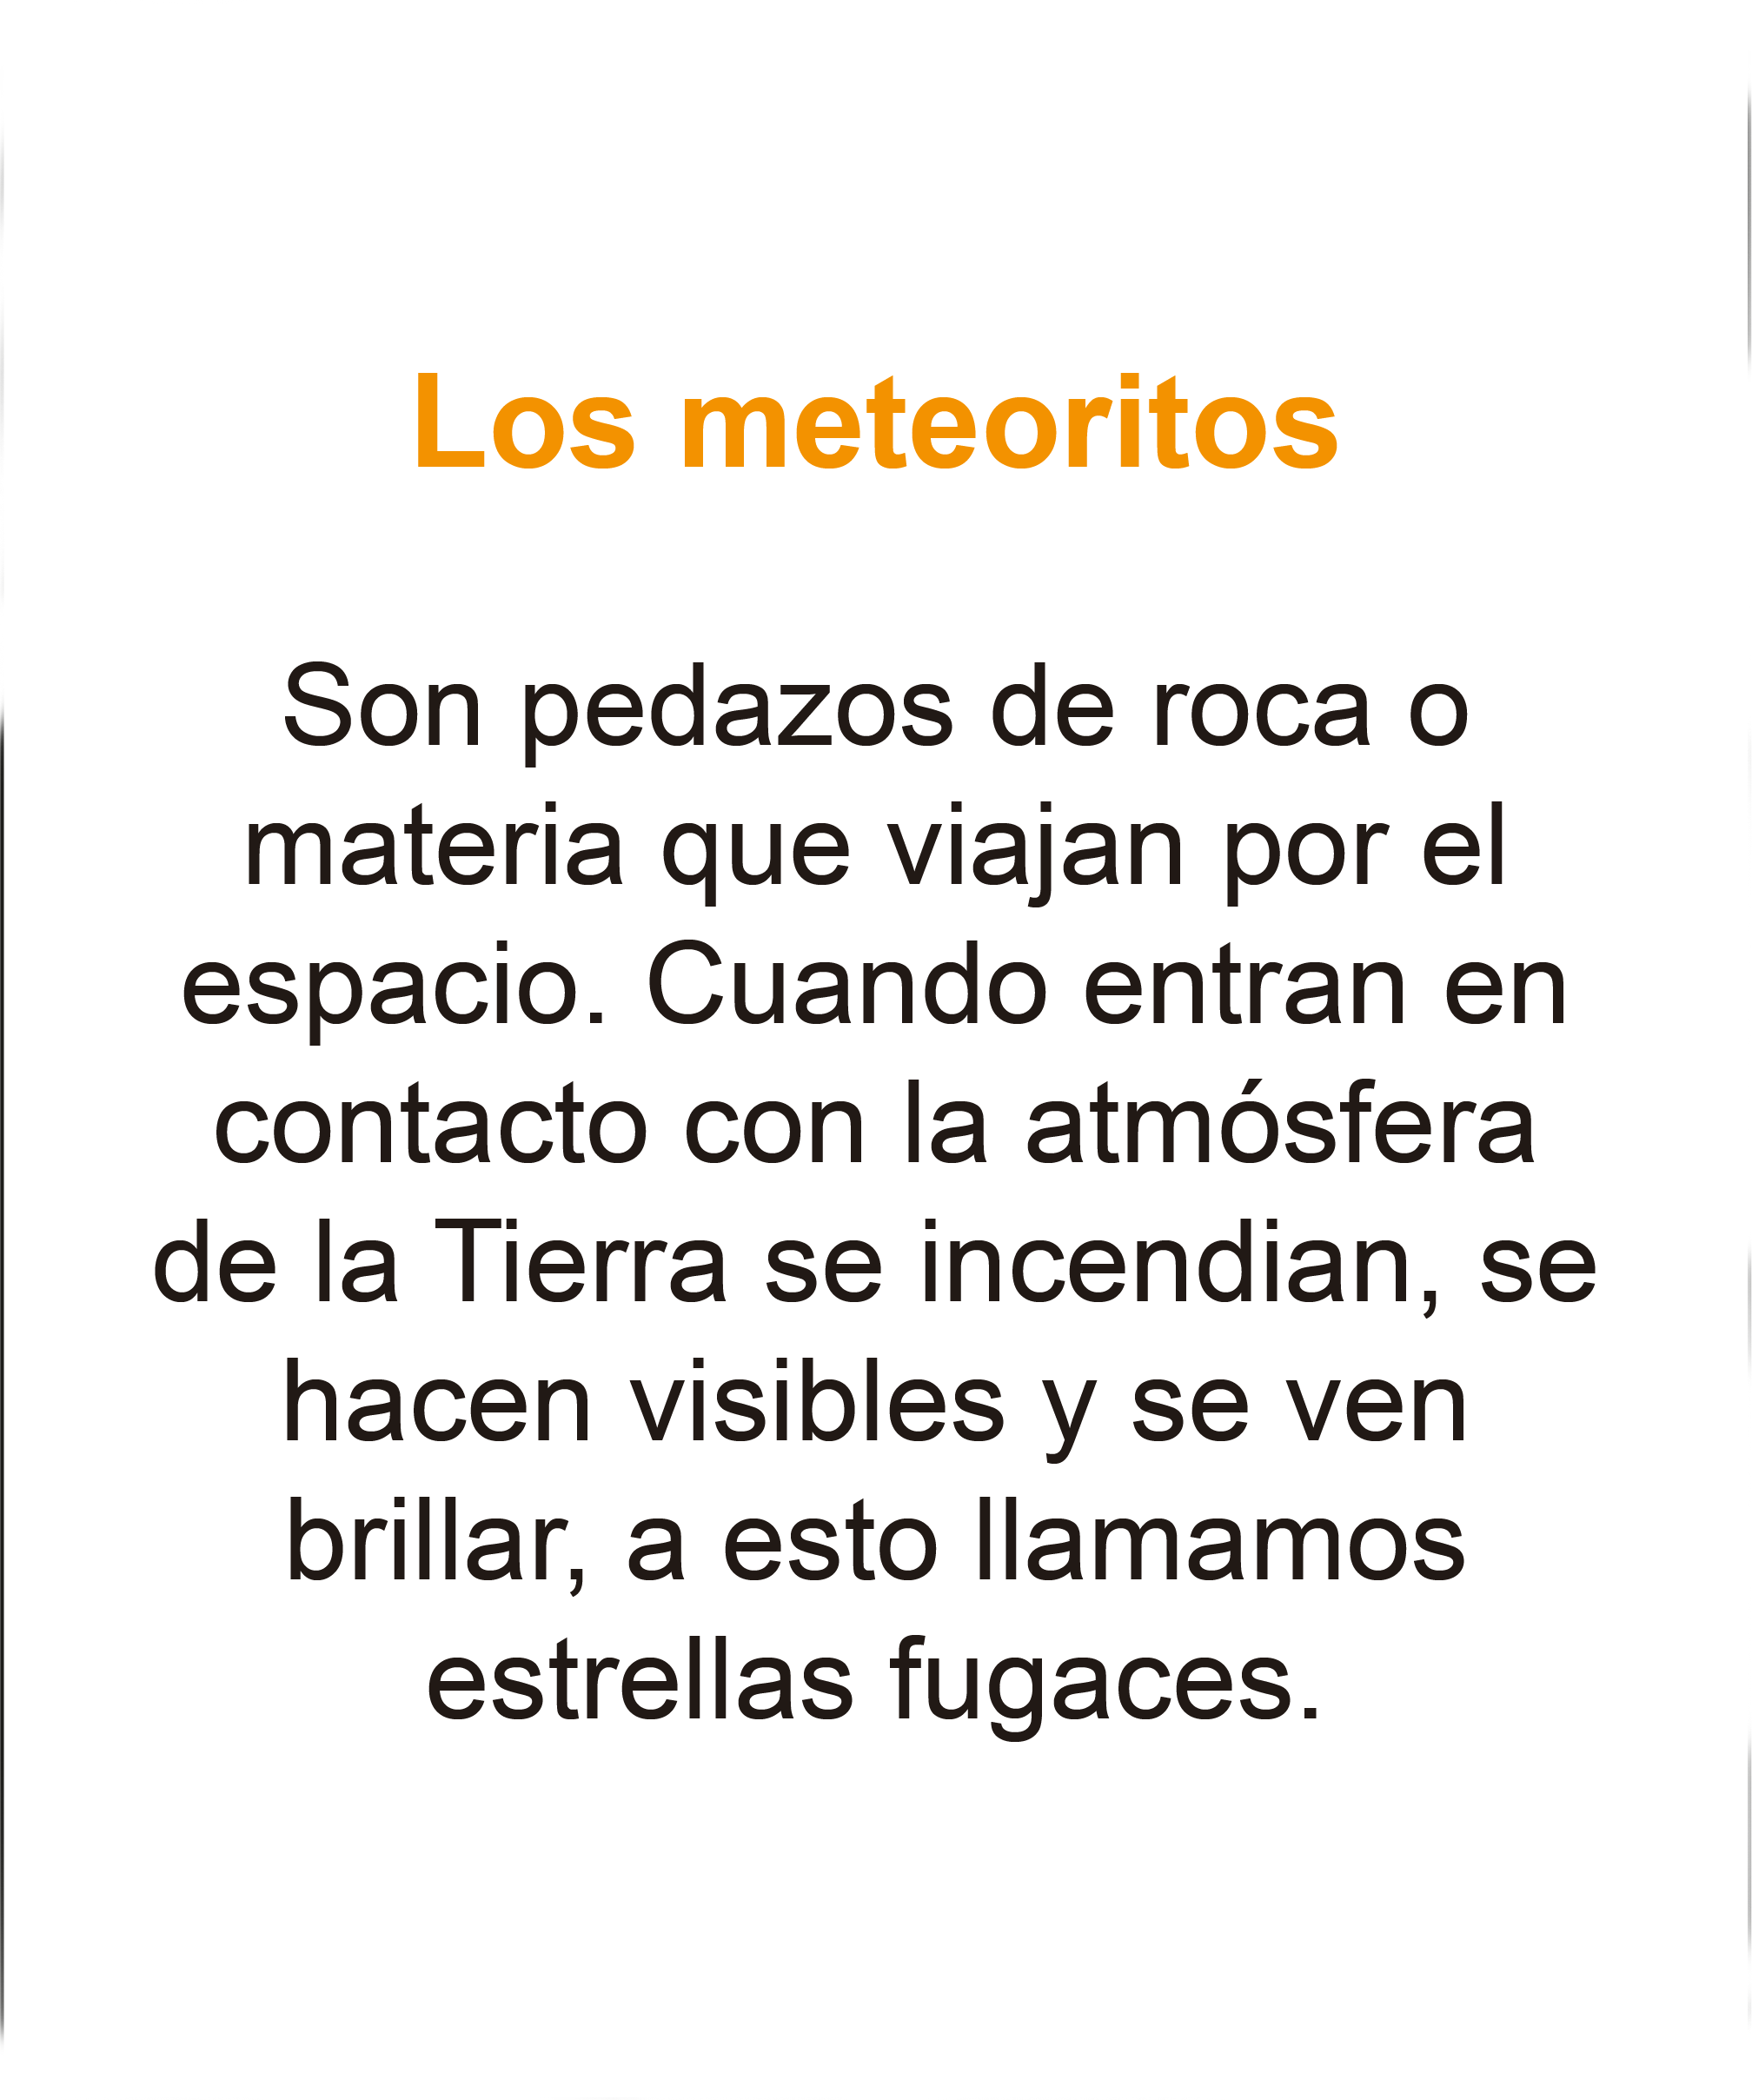 Los meteoritos
Son pedazos de roca o
materia que viajan por el
espacio. Cuando entran en
contacto con la atmósfera
de la Tierra se incendian, se
hacen visibles y se ven
brillar, a esto llamamos
estrellas fugaces.